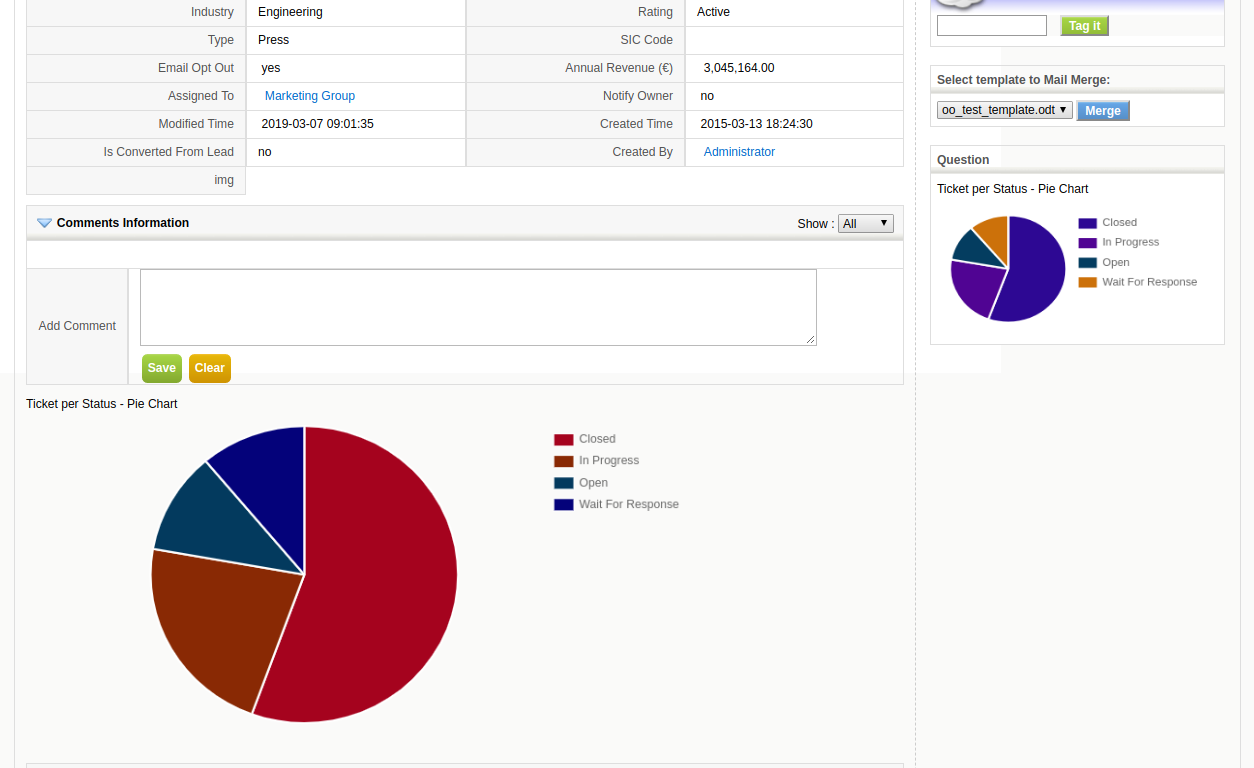 Industry Engineering Rating Active
Type Press SIC Code
Email Opt Out yes Annual Revenue (€) 3,045,164.00
Assigned To Marketing Group Notify Owner no
Modified Time 2019-03-07 09:01:35 Created Time 2015-03-13 18:24:30
Is Converted From Lead no Created By Administrator
img
Comments Information Show : All
Add Comment
Save Clear
Ticket per Status - Pie Chart
Closed
In Progress
Open
Wait For Response
Tag it
Select template to Mail Merge:
oo_test_template.odt Merge
Question
Ticket per Status - Pie Chart
Closed
In Progress
Open
Wait For Response